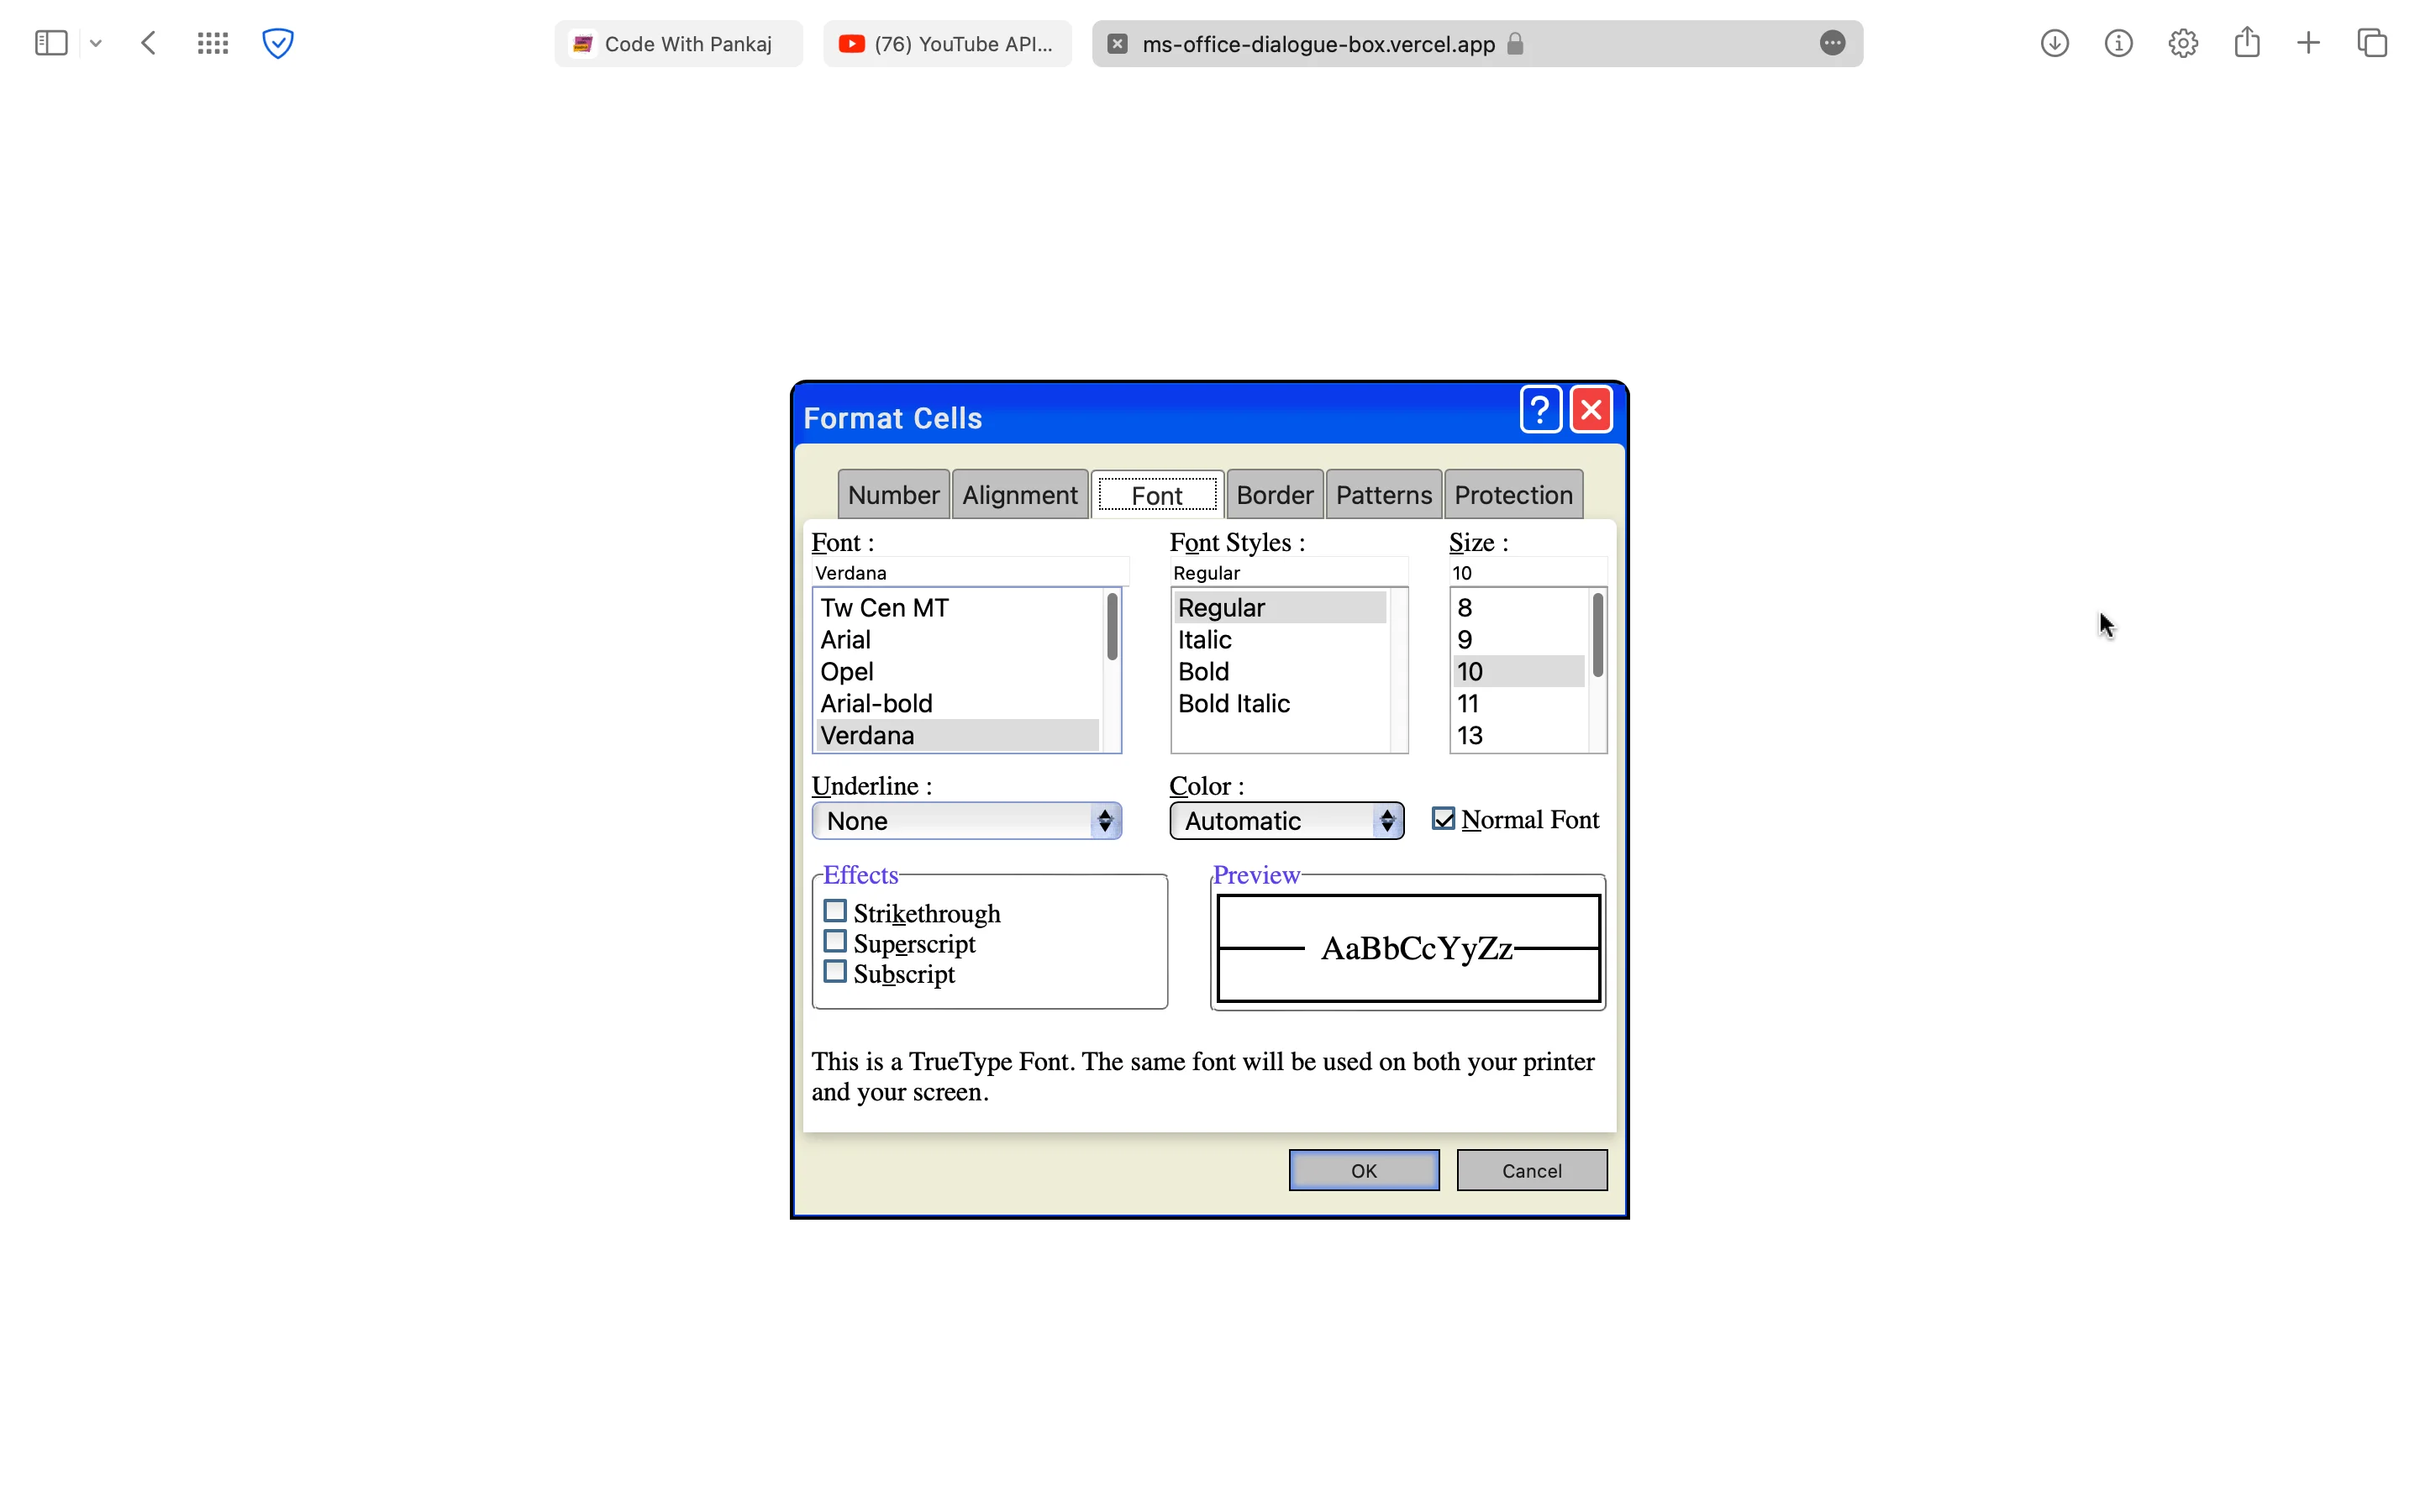 Code With Pankaj
(76) YouTube API...
ms-office-dialogue-box.vercel.app
Format Cells
Number Alignment Font Border Patterns Protection
Font : Font Styles : Size :
Verdana Regular 10
Tw Cen MT Regular 8
Arial Italic 9
Opel Bold 10
Arial-bold Bold Italic 11
Verdana 13
Underline : Color :
None Automatic Normal Font
Effects Preview
Strikethrough
Superscript AaBbCcYyZz
Subscript
This is a TrueType Font. The same font will be used on both your printer
and your screen.
OK Cancel